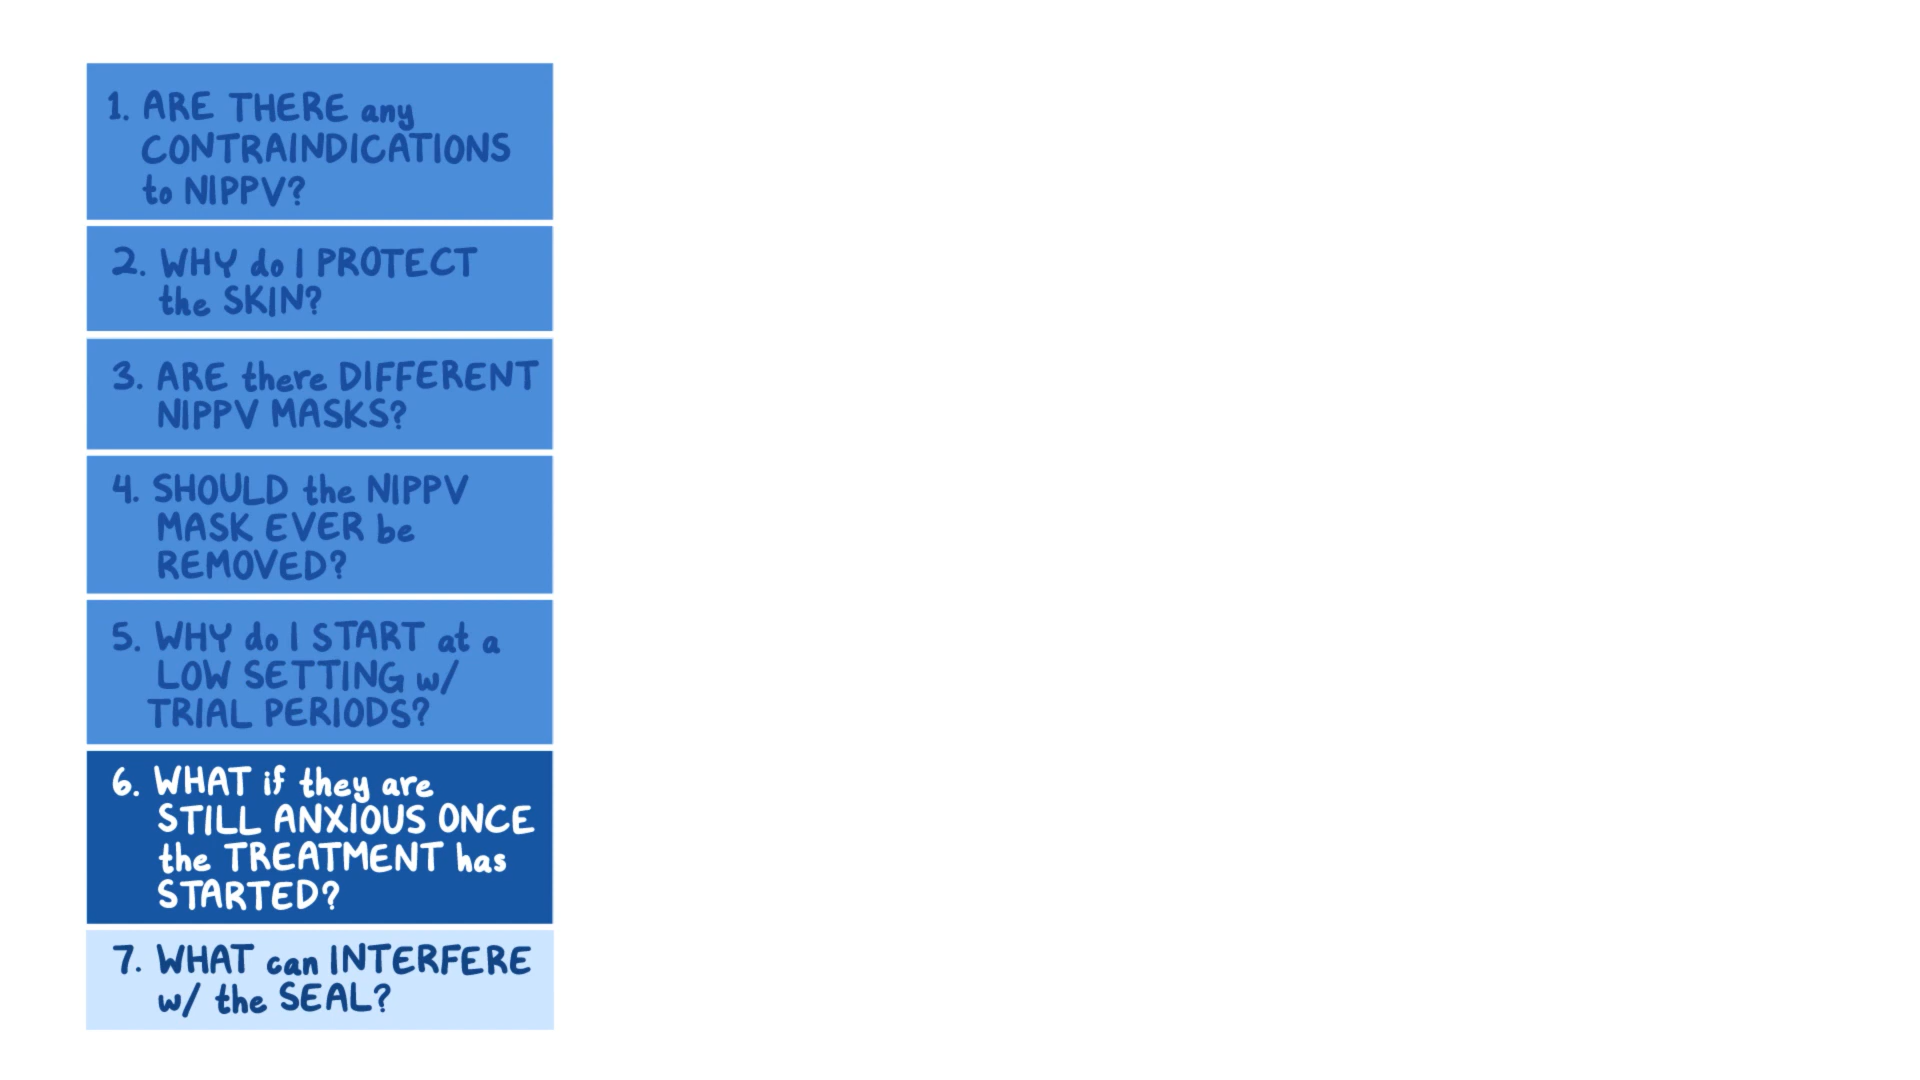 1. ARE THERE any
CONTRAINDICATIONS
to NIPPV?
2. WHY do I PROTECT
the SKIN?
3. ARE there DIFFERENT
NIPPV MASKS?
4. SHOULD the NIPPV
MASK EVER be
REMOVED?
5. WHY do I START at a
LOW SETTING w/
TRIAL PERIODS?
6. WHAT if they are
STILL ANXIOUS ONCE
the TREATMENT has
STARTED?
7. WHAT can INTERFERE
w/ the SEAL?